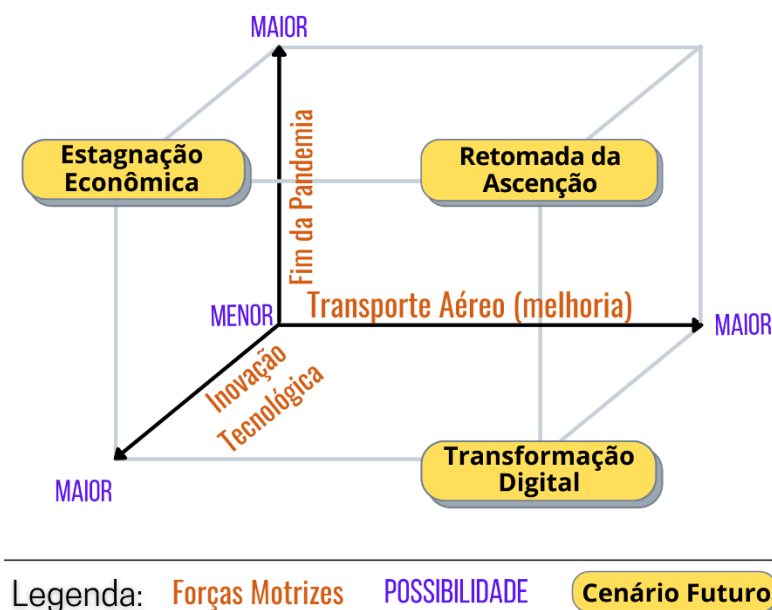 MAIOR
Estagnação
Econômica
Retomada da
Ascenção
Fim da Pandemia
MENOR
Transporte Aéreo (melhoria)
MAIOR
Inovação
Tecnológica
MAIOR
Transformação
Digital
Legenda:
Forças Motrizes
POSSIBILIDADE
Cenário Futuro